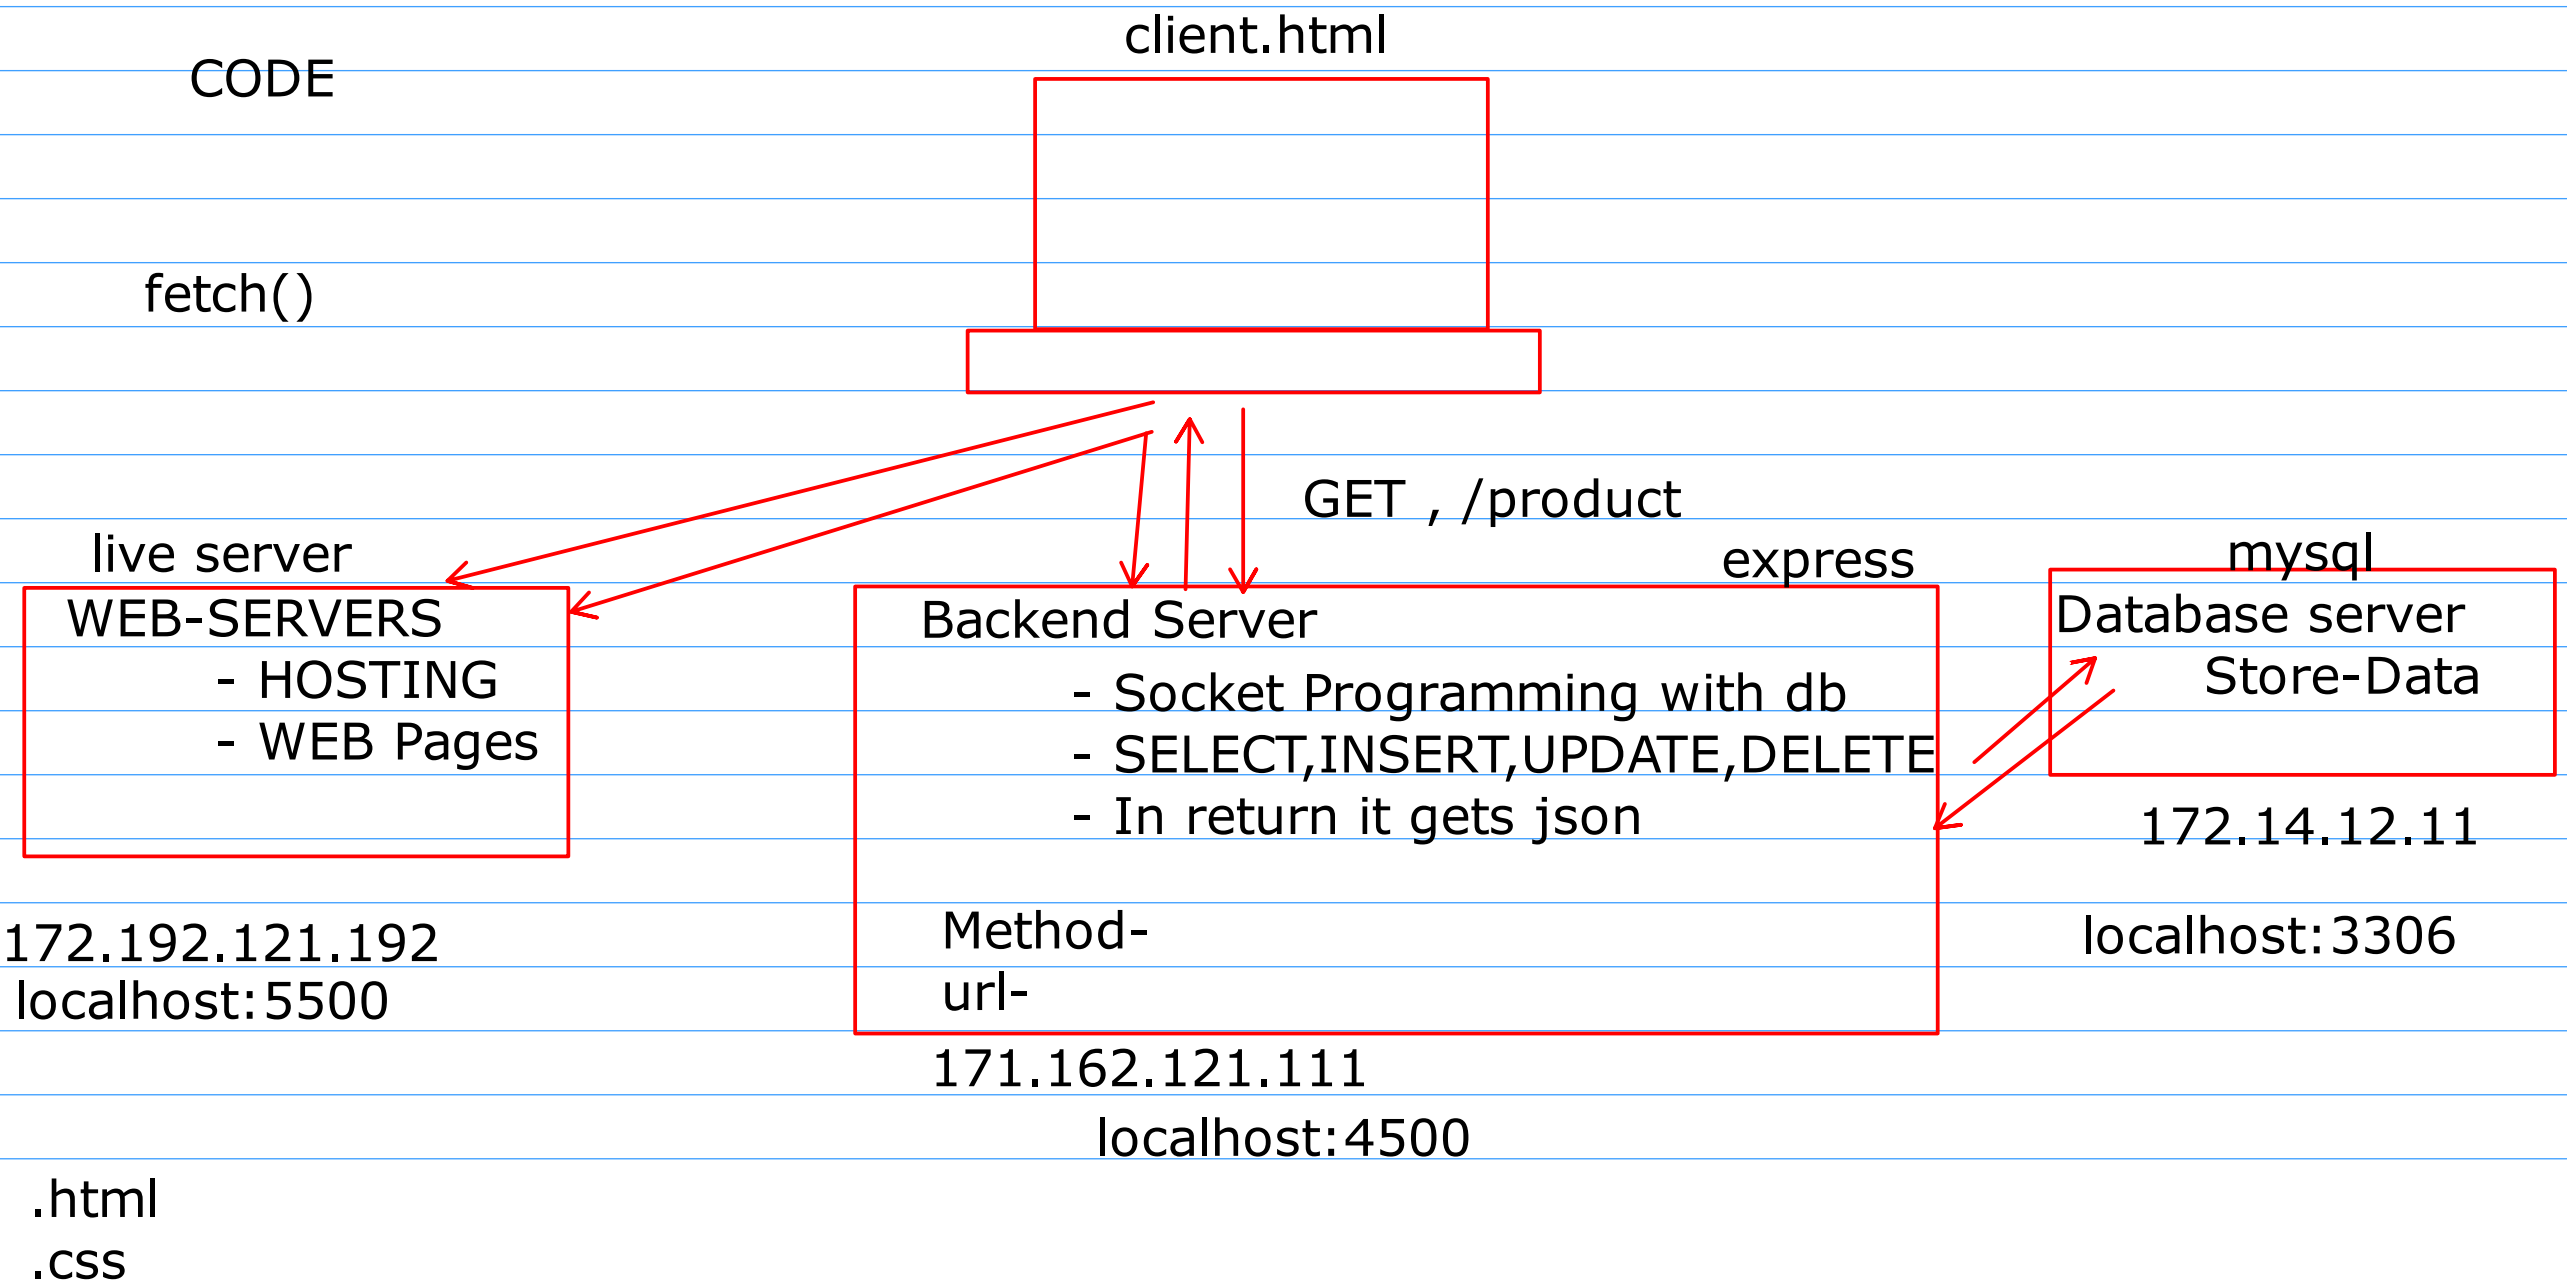 client.html
CODE
fetch()
GET , /product
live server
express
mysql
WEB-SERVERS
- HOSTING
- WEB Pages
Backend Server
- Socket Programming with db
- SELECT,INSERT,UPDATE,DELETE
- In return it gets json
Method-
url-
Database server
Store-Data
172.14.12.11
localhost:3306
172.192.121.192
localhost:5500
171.162.121.111
localhost:4500
.html
.css